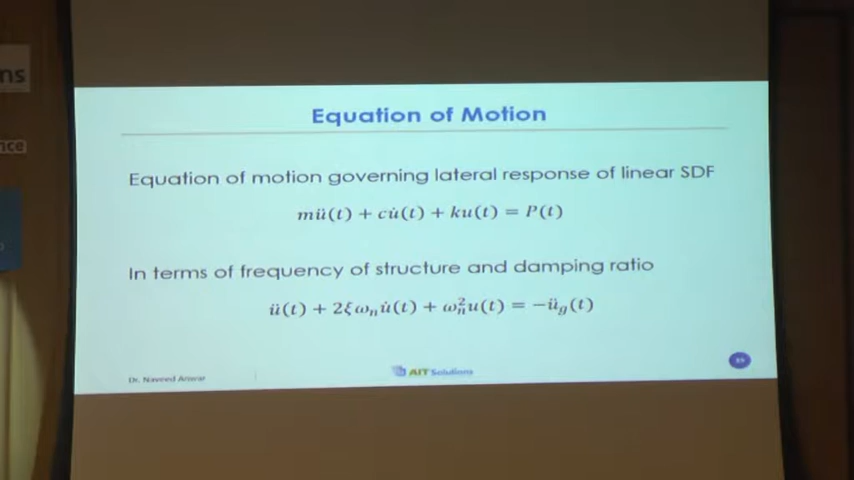 ns
nce
Equation of Motion
Equation of motion governing lateral response of linear SDF
mü(t) + cu̇(t) + ku(t) = P(t)
In terms of frequency of structure and damping ratio
ü(t) + 2ξωₙu̇(t) + ωₙ²u(t) = −ü_g(t)
Dr. Naveed Anwar
AIT Solutions